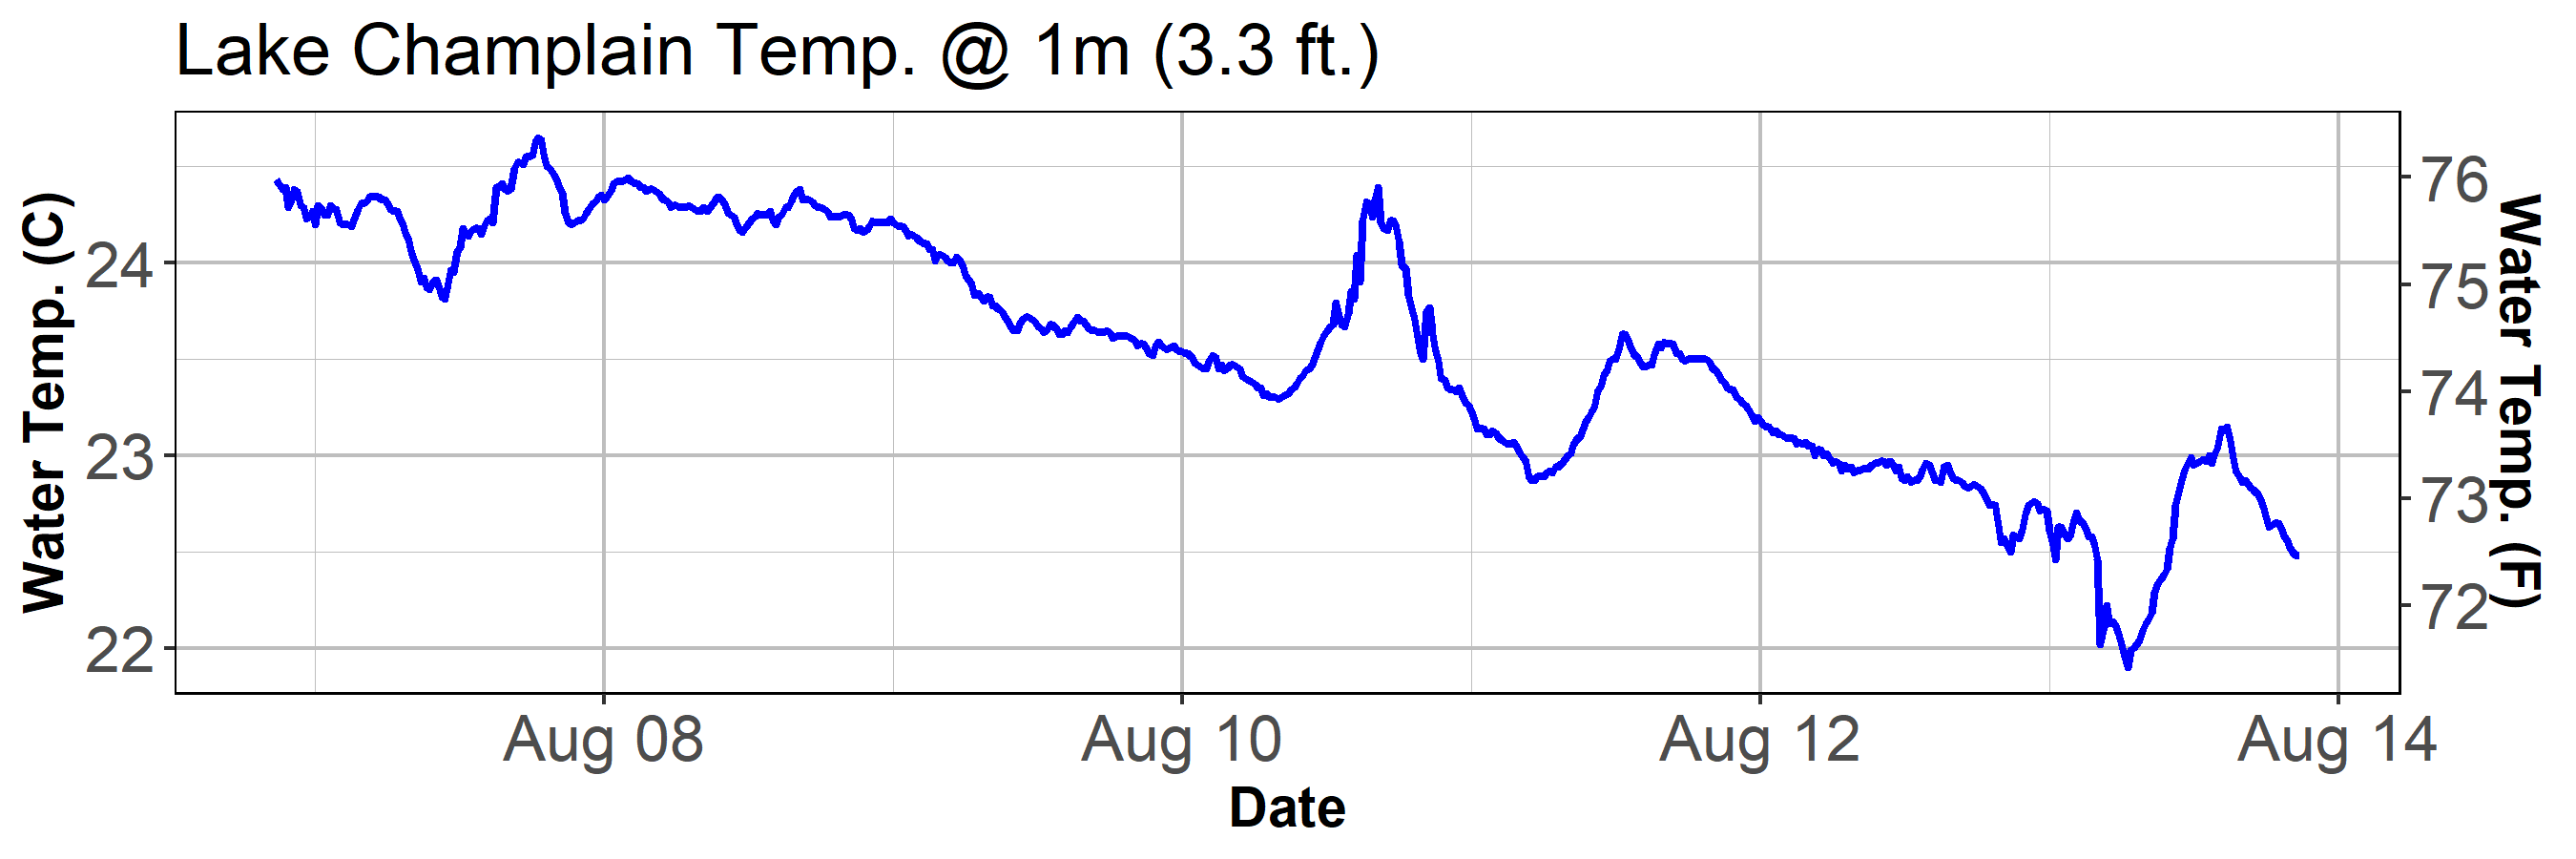 Lake Champlain Temp. @ 1m (3.3 ft.)
Water Temp. (C)
24
23
22
76
75
74
73
72
Water Temp. (F)
Aug 08
Aug 10
Aug 12
Aug 14
Date